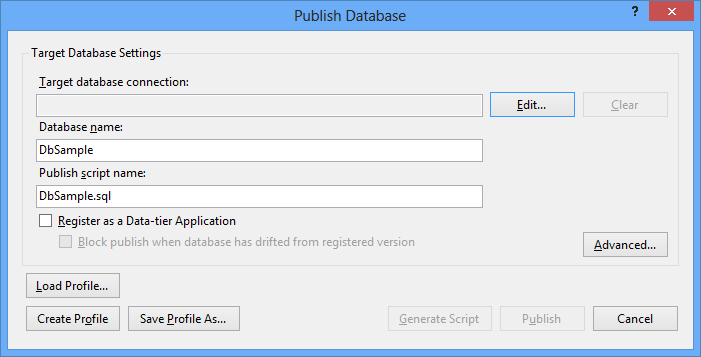 Publish Database
?
Target Database Settings
Target database connection:
Edit...
Clear
Database name:
DbSample
Publish script name:
DbSample.sql
Register as a Data-tier Application
Block publish when database has drifted from registered version
Advanced...
Load Profile...
Create Profile
Save Profile As...
Generate Script
Publish
Cancel